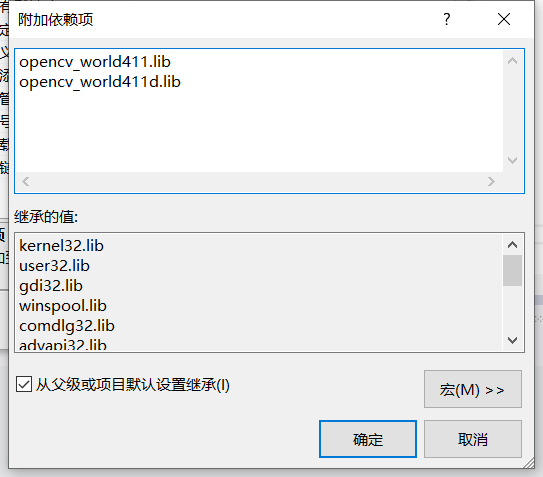 附加依赖项
opencv_world411.lib
opencv_world411d.lib
继承的值:
kernel32.lib
user32.lib
gdi32.lib
winspool.lib
comdlg32.lib
advapi32.lib
从父级或项目默认设置继承(I)
宏(M) >>
确定
取消